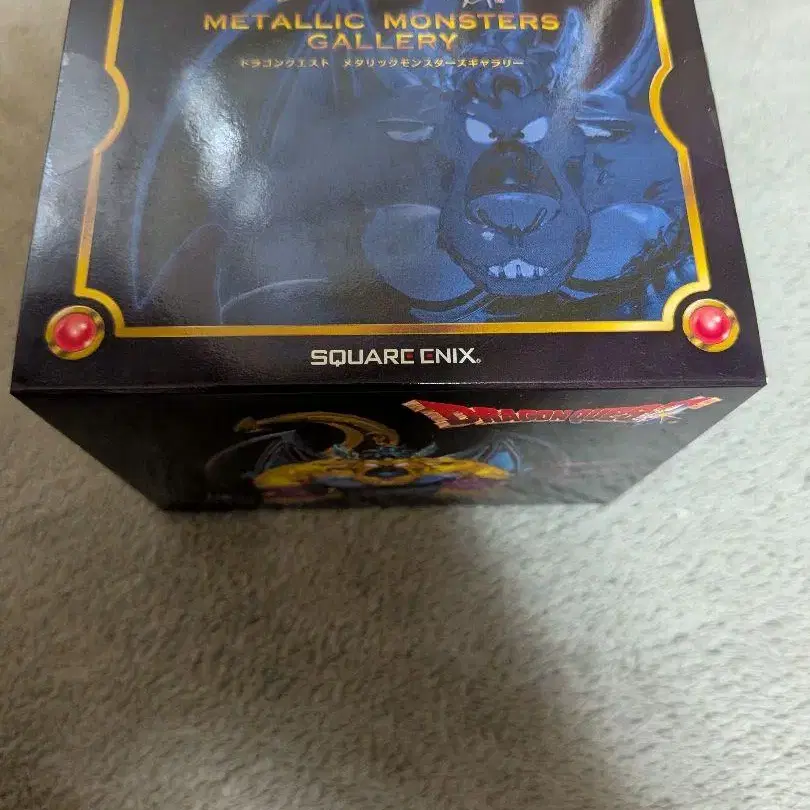 METALLIC MONSTERS
GALLERY
ドラゴンクエスト メタリックモンスターズギャラリー
SQUARE ENIX®
DRAGON QUEST